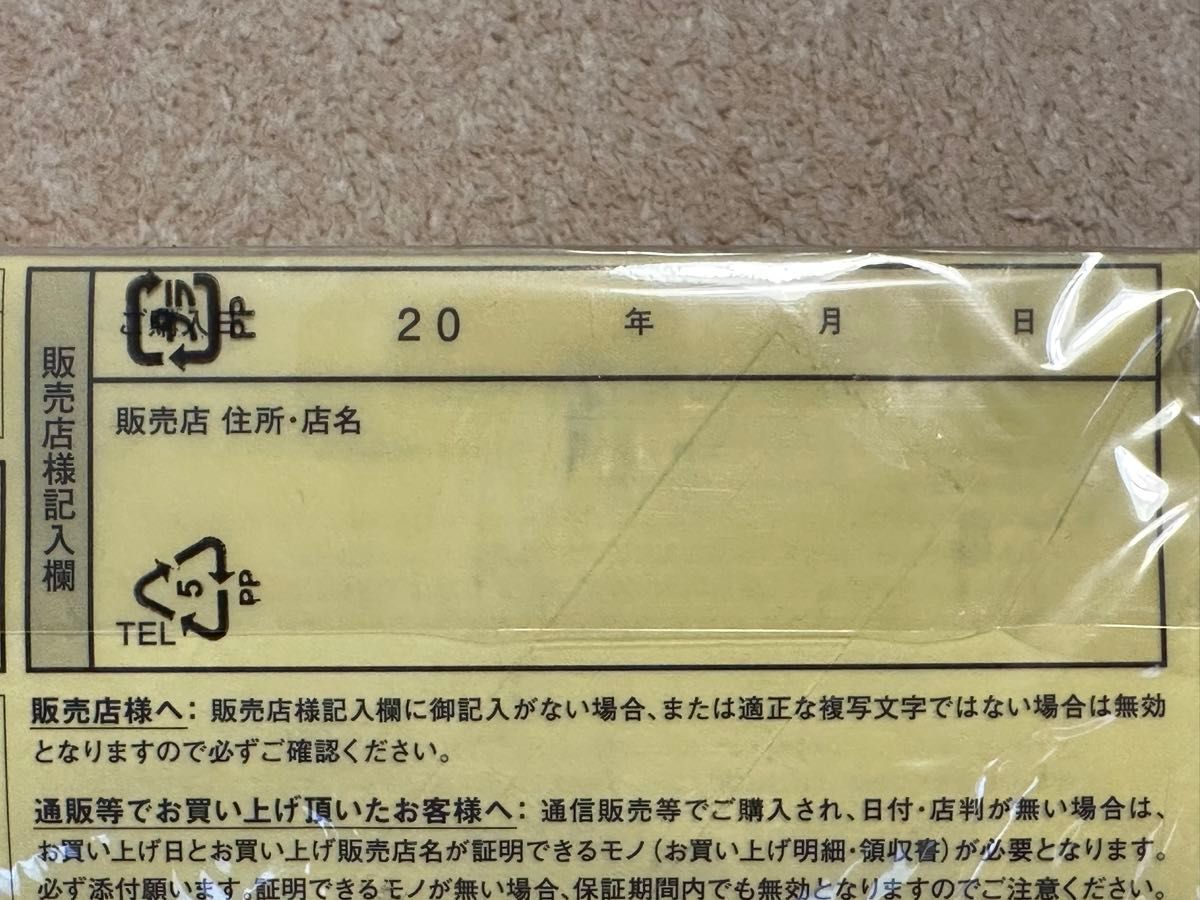 ご購入日 20 年 月 日
プラ PP
販売店様記入欄
販売店 住所・店名
5 PP
TEL
販売店様へ：販売店様記入欄に御記入がない場合、または適正な複写文字ではない場合は無効
となりますので必ずご確認ください。
通販等でお買い上げ頂いたお客様へ：通信販売等でご購入され、日付・店判が無い場合は、
お買い上げ日とお買い上げ販売店名が証明できるモノ（お買い上げ明細・領収書）が必要となります。
必ず添付願います。証明できるモノが無い場合、保証期間内でも無効となりますのでご注意ください。